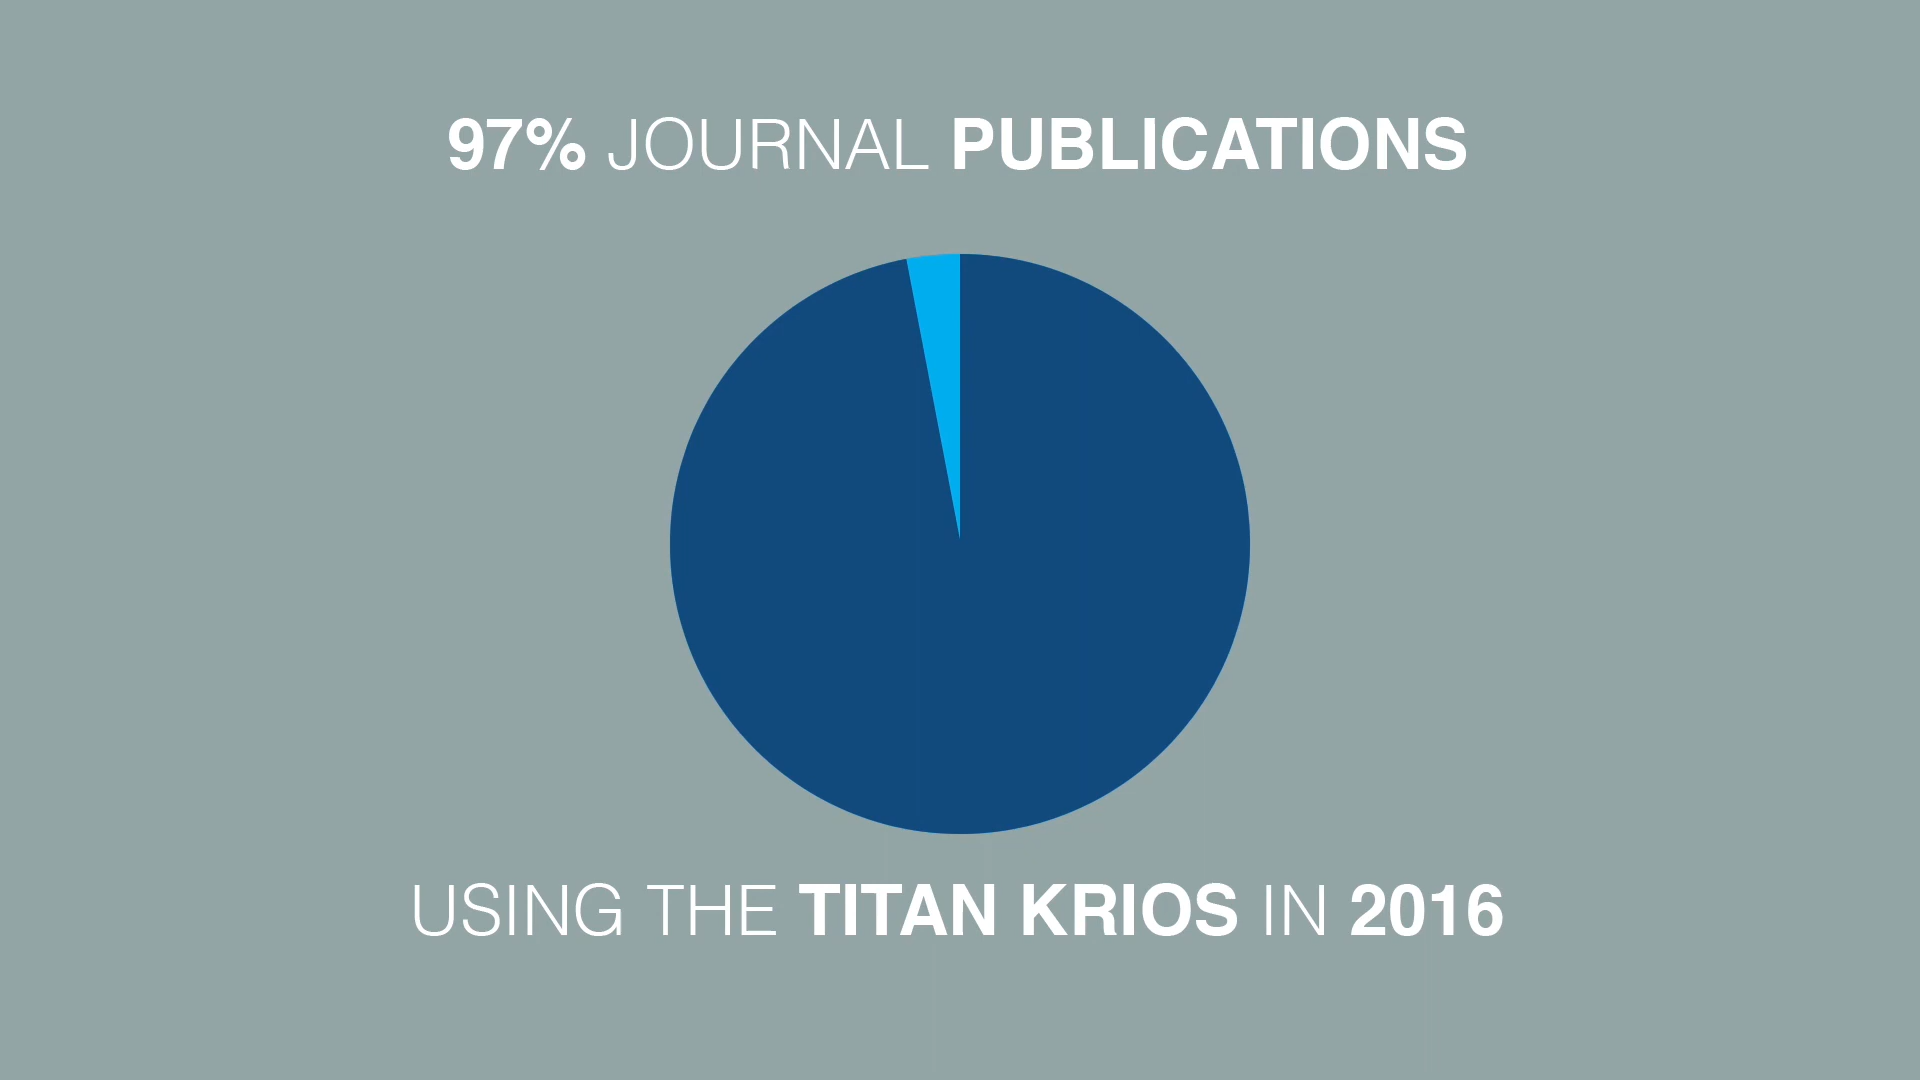 97% JOURNAL PUBLICATIONS
USING THE TITAN KRIOS IN 2016